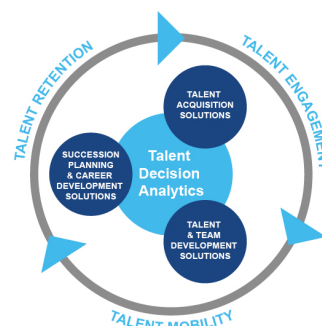 TALENT RETENTION
TALENT ENGAGEMENT
TALENT
ACQUISITION
SOLUTIONS
SUCCESSION
PLANNING
& CAREER
DEVELOPMENT
SOLUTIONS
Talent
Decision
Analytics
TALENT
& TEAM
DEVELOPMENT
SOLUTIONS
TALENT MOBILITY